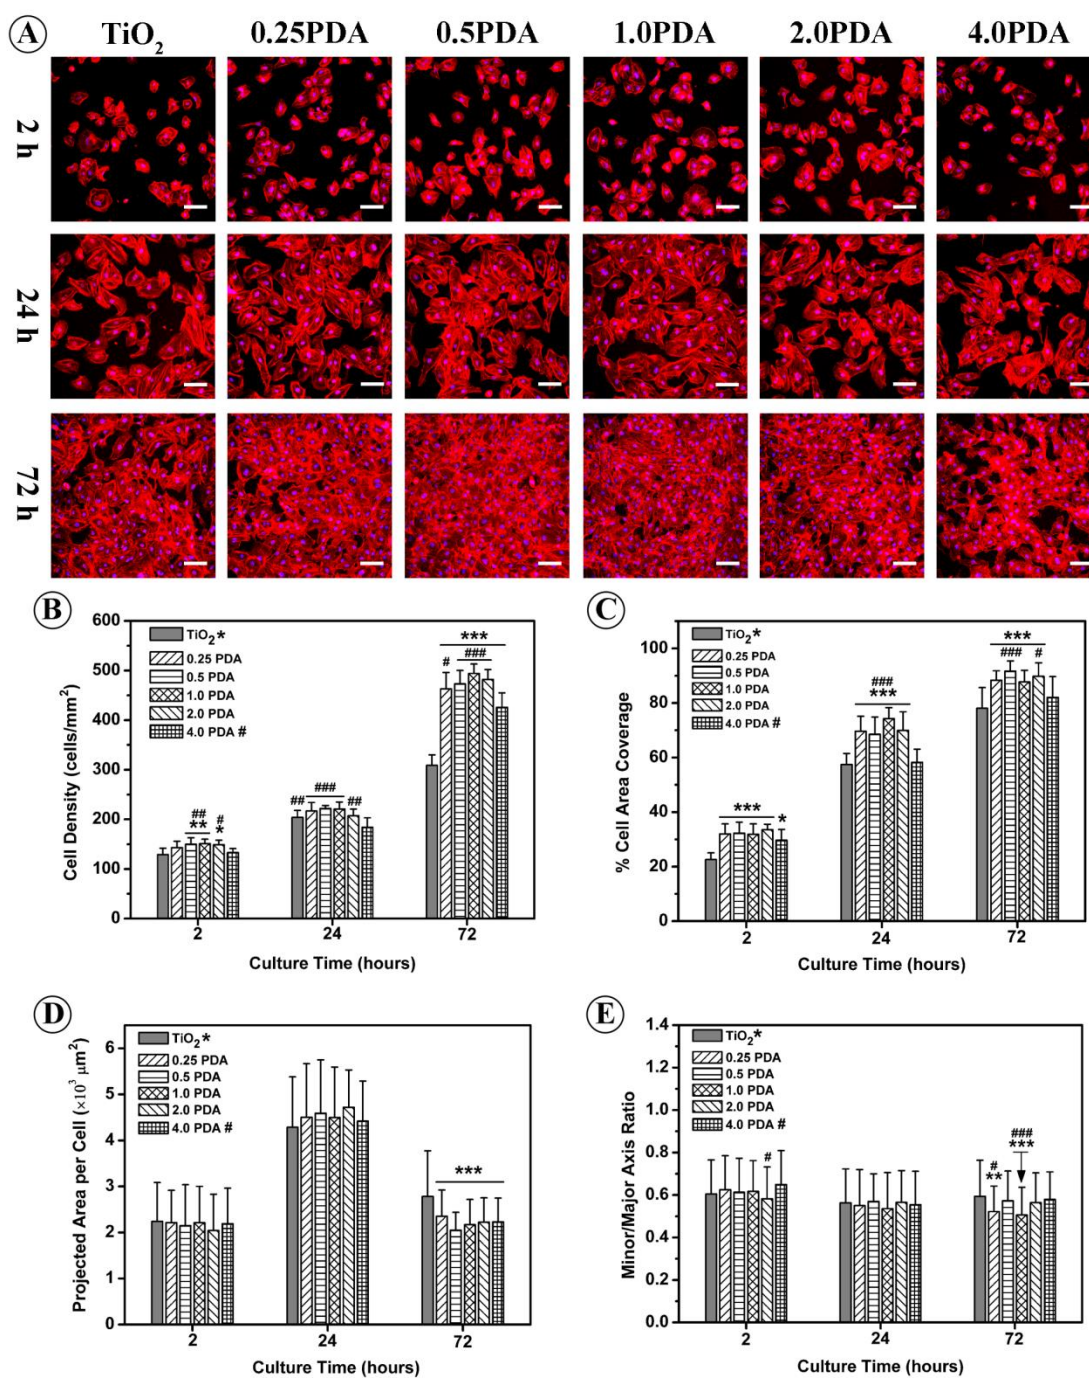 A
TiO2
0.25PDA
0.5PDA
1.0PDA
2.0PDA
4.0PDA
2 h
24 h
72 h
B
Cell Density (cells/mm²)
600
500
400
300
200
100
0
TiO2*
0.25 PDA
0.5 PDA
1.0 PDA
2.0 PDA
4.0 PDA #
##
**
#
*
##
###
##
***
#
###
2
24
72
Culture Time (hours)
C
% Cell Area Coverage
100
80
60
40
20
0
TiO2*
0.25 PDA
0.5 PDA
1.0 PDA
2.0 PDA
4.0 PDA #
***
*
###
***
***
###
#
2
24
72
Culture Time (hours)
D
Projected Area per Cell (×10³ μm²)
6
5
4
3
2
1
0
TiO2*
0.25 PDA
0.5 PDA
1.0 PDA
2.0 PDA
4.0 PDA #
***
2
24
72
Culture Time (hours)
E
Minor/Major Axis Ratio
1.4
1.2
1.0
0.8
0.6
0.4
0.2
0.0
TiO2*
0.25 PDA
0.5 PDA
1.0 PDA
2.0 PDA
4.0 PDA #
#
#
**
###
***
2
24
72
Culture Time (hours)